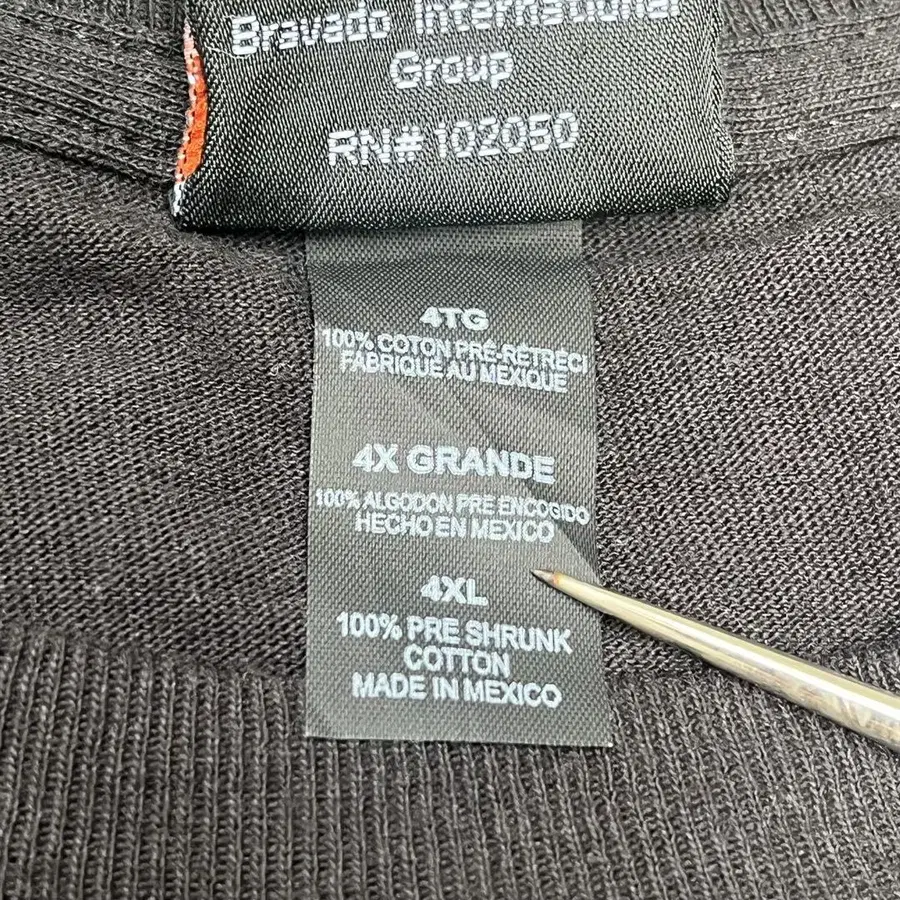 Bravado International
Group
RN# 102050
4TG
100% COTON PRÉ-RÉTRECI
FABRIQUE AU MEXIQUE
4X GRANDE
100% ALGODON PRE ENCOGIDO
HECHO EN MEXICO
4XL
100% PRE SHRUNK
COTTON
MADE IN MEXICO